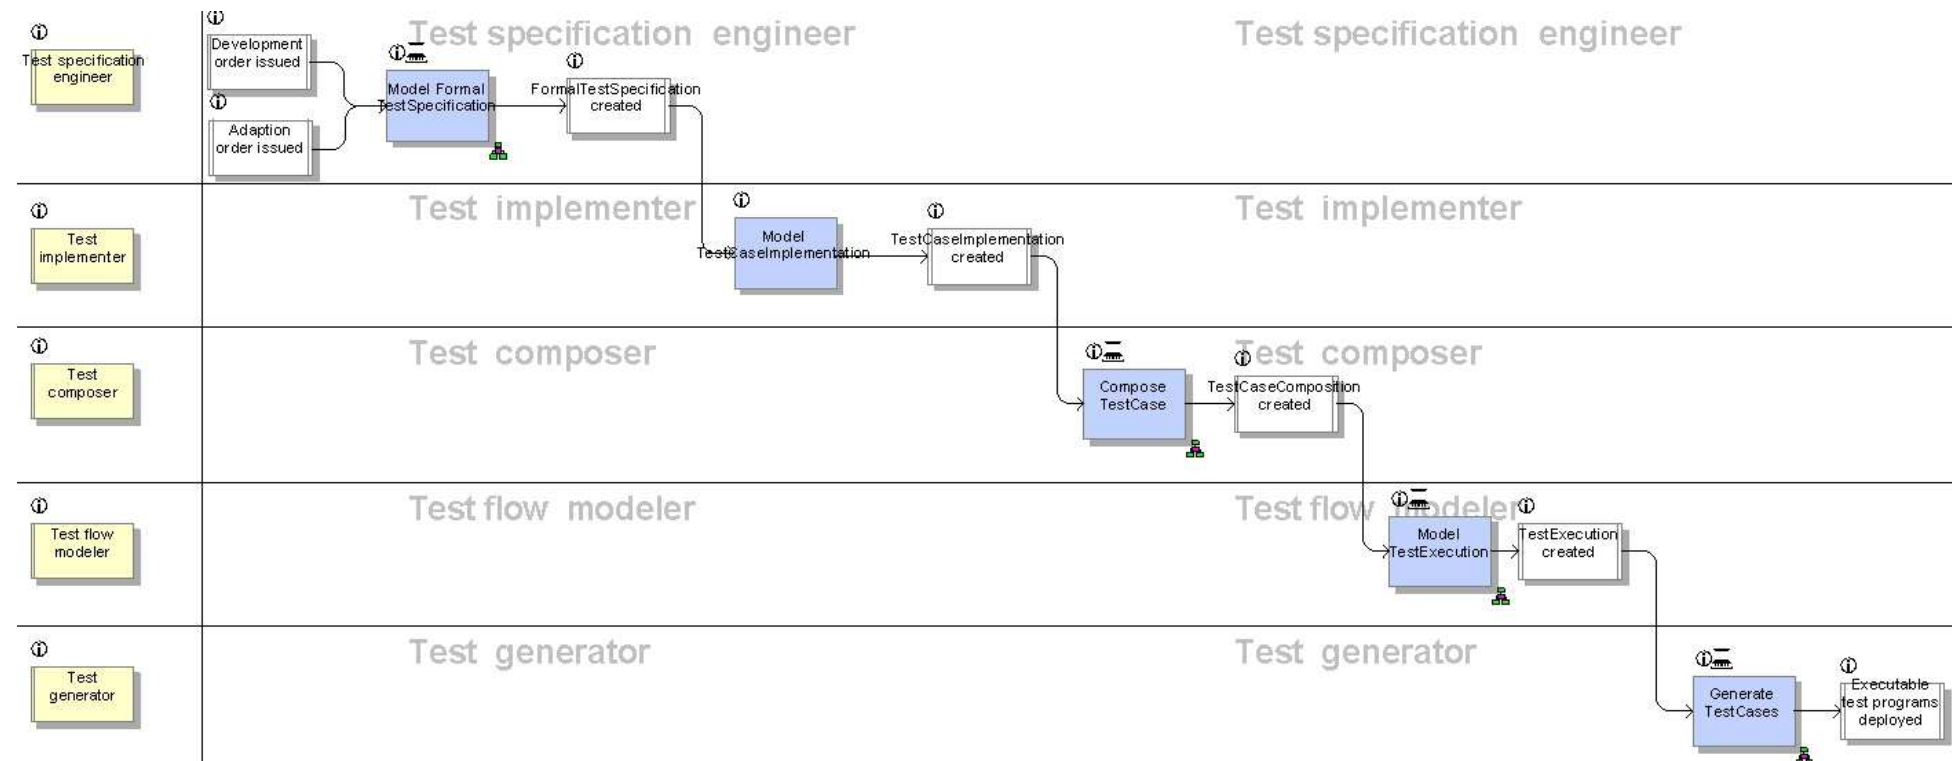 Test specification engineer
Test specification engineer
Test specification
engineer
Development
order issued
Adaption
order issued
Model Formal
TestSpecification
FormalTestSpecification
created
Test implementer
Test implementer
Test
implementer
Model
TestCaseImplementation
TestCaseImplementation
created
Test composer
Test composer
Test
composer
Compose
TestCase
TestCaseComposition
created
Test flow modeler
Test flow modeler
Test flow
modeler
Model
TestExecution
TestExecution
created
Test generator
Test generator
Test
generator
Generate
TestCases
Executable
test programs
deployed